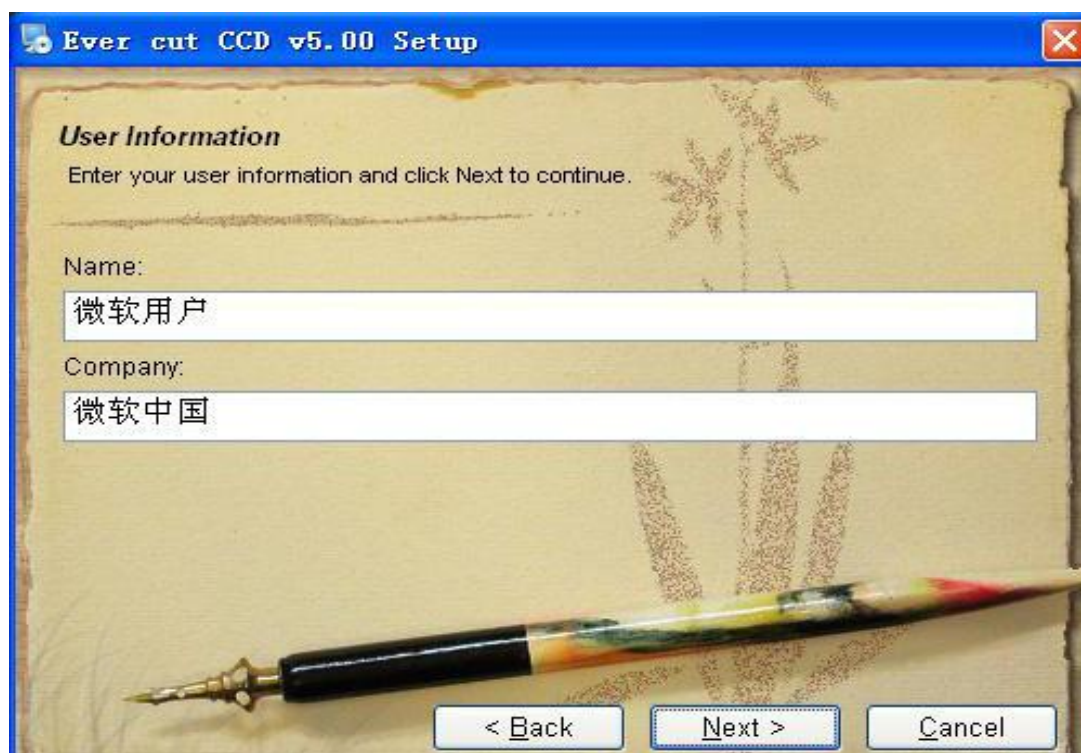 Ever cut CCD v5.00 Setup
User Information
Enter your user information and click Next to continue.
Name:
微软用户
Company:
微软中国
< Back
Next >
Cancel